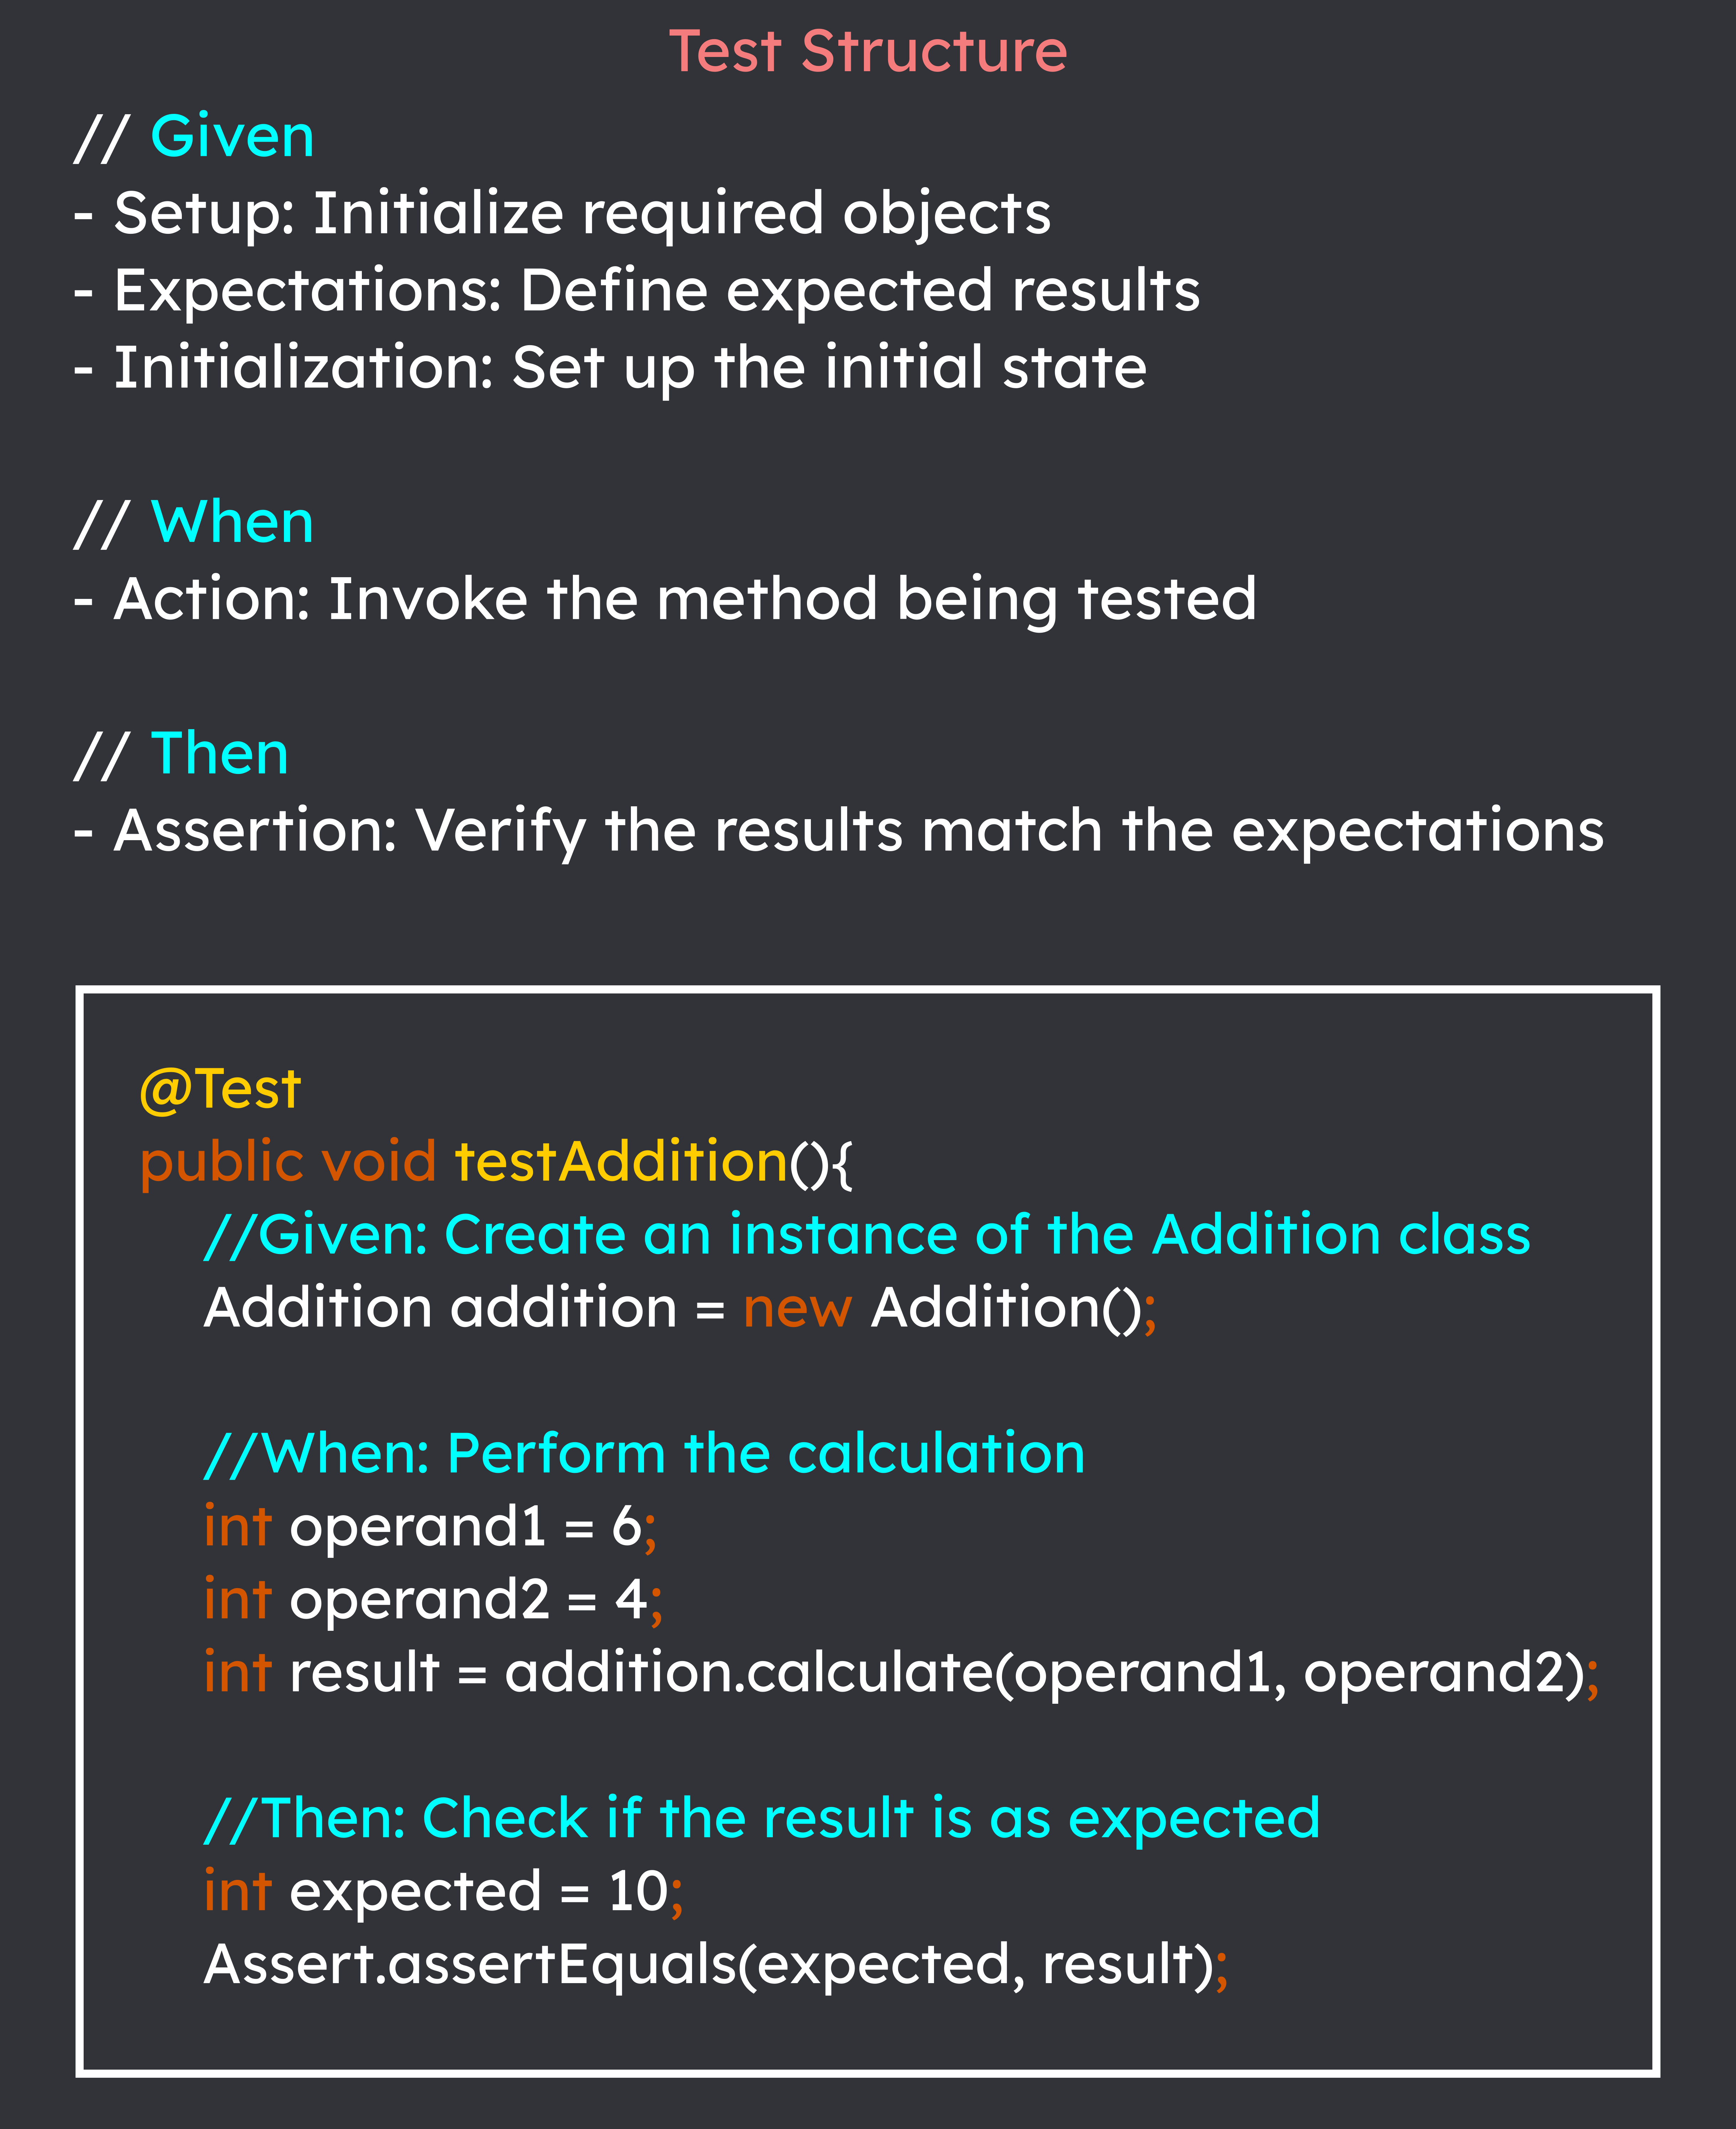 Test Structure
// Given
- Setup: Initialize required objects
- Expectations: Define expected results
- Initialization: Set up the initial state
// When
- Action: Invoke the method being tested
// Then
- Assertion: Verify the results match the expectations
@Test
public void testAddition(){
//Given: Create an instance of the Addition class
Addition addition = new Addition();
//When: Perform the calculation
int operand1 = 6;
int operand2 = 4;
int result = addition.calculate(operand1, operand2);
//Then: Check if the result is as expected
int expected = 10;
Assert.assertEquals(expected, result);